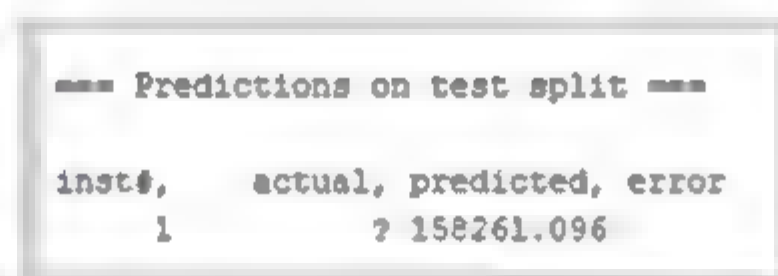 === Predictions on test split ===
inst#, actual, predicted, error
1 ? 158261.096